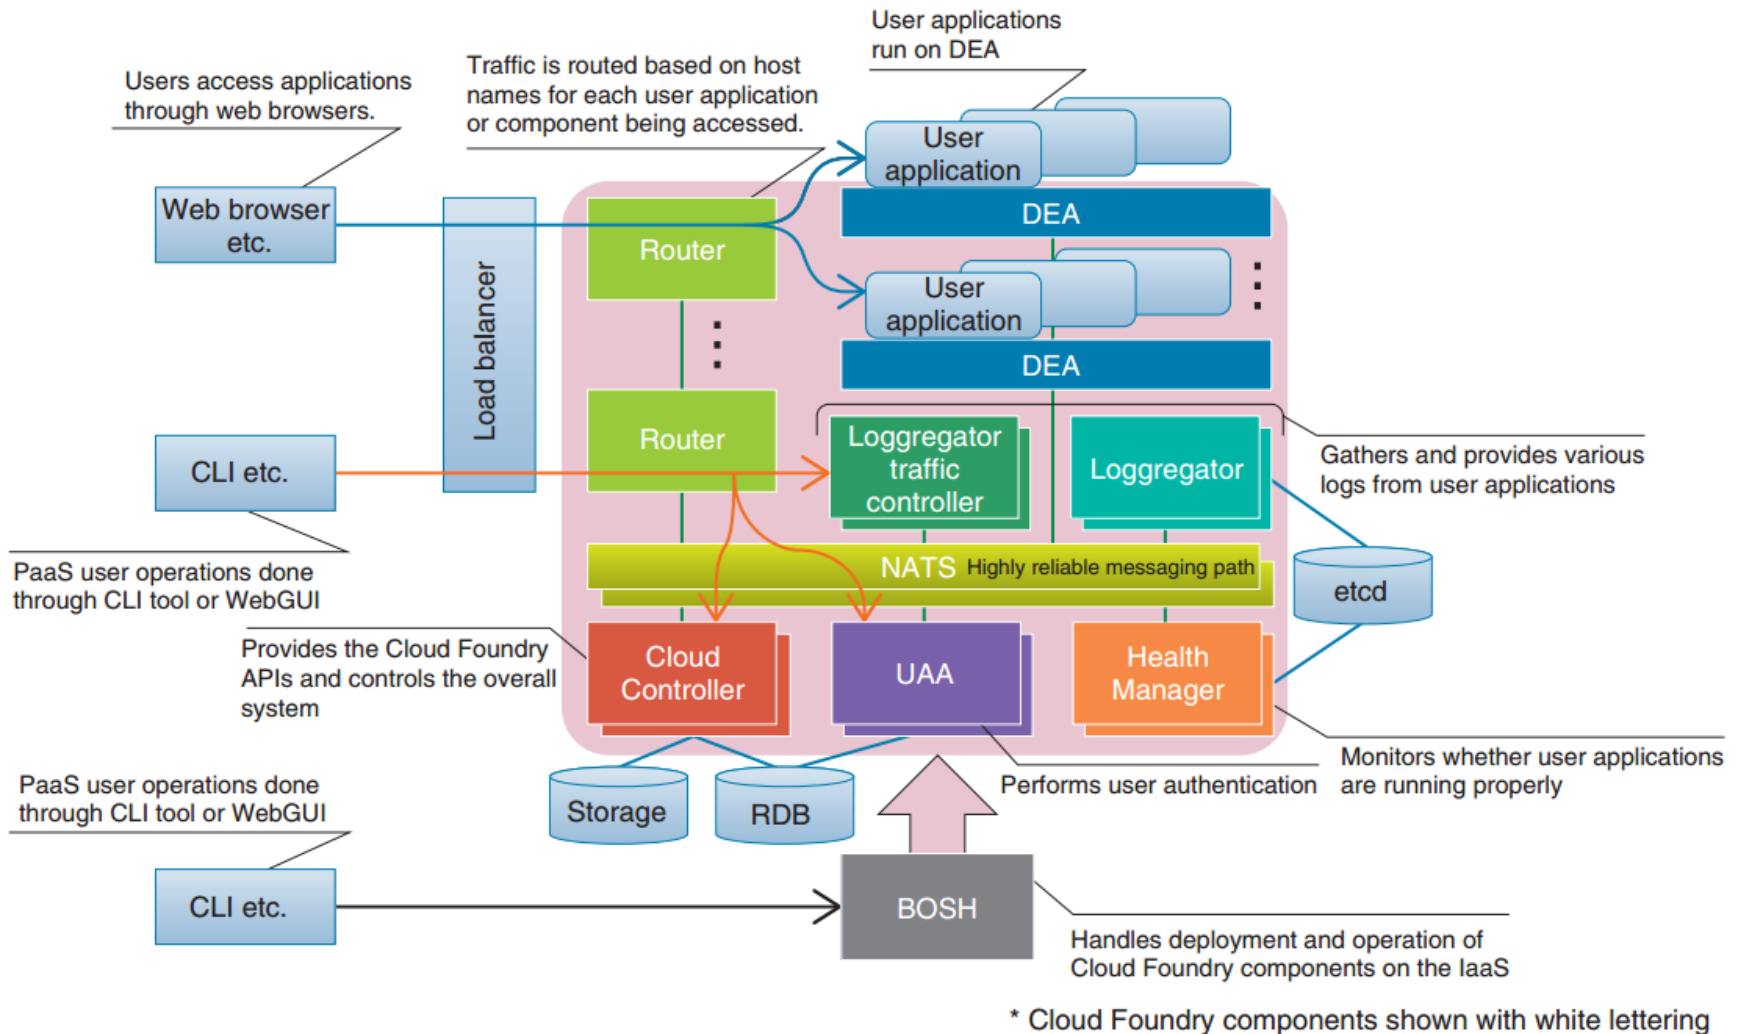 User applications
run on DEA
Users access applications
through web browsers.
Traffic is routed based on host
names for each user application
or component being accessed.
User
application
Web browser
etc.
Load balancer
Router
DEA
User
application
DEA
CLI etc.
Router
Loggregator
traffic
controller
Loggregator
Gathers and provides various
logs from user applications
PaaS user operations done
through CLI tool or WebGUI
NATS Highly reliable messaging path
etcd
Provides the Cloud Foundry
APIs and controls the overall
system
Cloud
Controller
UAA
Health
Manager
Storage
RDB
Performs user authentication
Monitors whether user applications
are running properly
PaaS user operations done
through CLI tool or WebGUI
CLI etc.
BOSH
Handles deployment and operation of
Cloud Foundry components on the IaaS
* Cloud Foundry components shown with white lettering